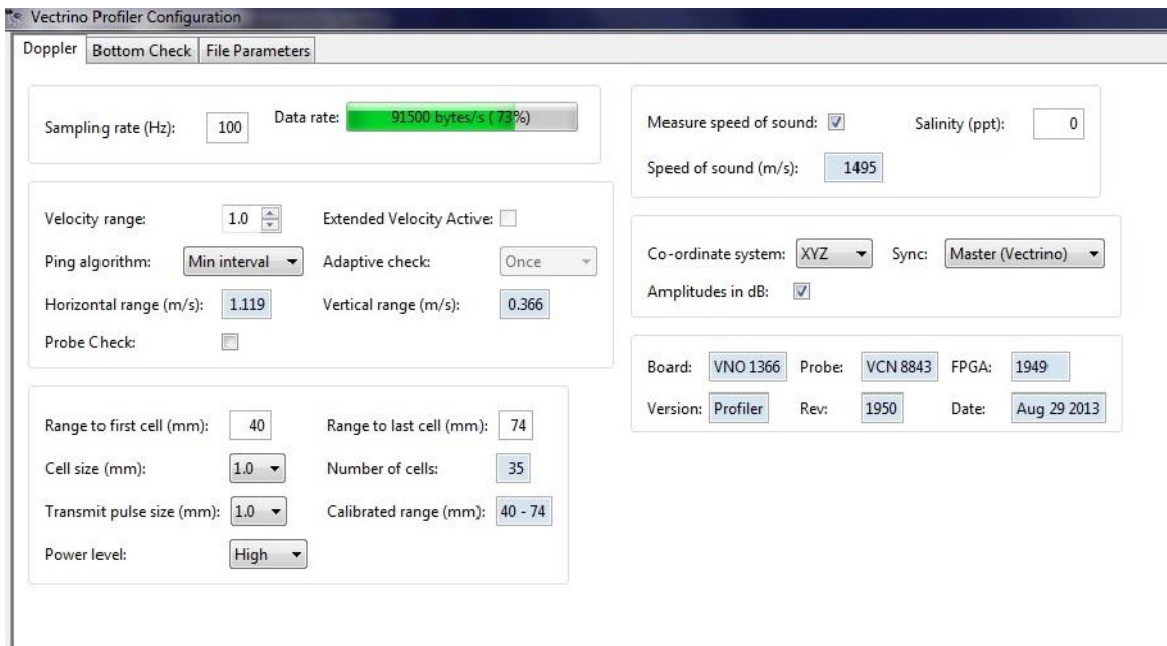 Vectrino Profiler Configuration
Doppler Bottom Check File Parameters
Sampling rate (Hz): 100 Data rate: 91500 bytes/s (73%)
Velocity range: 1.0 Extended Velocity Active:
Ping algorithm: Min interval Adaptive check: Once
Horizontal range (m/s): 1.119 Vertical range (m/s): 0.366
Probe Check:
Range to first cell (mm): 40 Range to last cell (mm): 74
Cell size (mm): 1.0 Number of cells: 35
Transmit pulse size (mm): 1.0 Calibrated range (mm): 40 - 74
Power level: High
Measure speed of sound: Salinity (ppt): 0
Speed of sound (m/s): 1495
Co-ordinate system: XYZ Sync: Master (Vectrino)
Amplitudes in dB:
Board: VNO 1366 Probe: VCN 8843 FPGA: 1949
Version: Profiler Rev: 1950 Date: Aug 29 2013